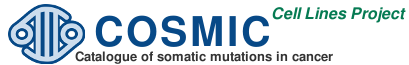 COSMIC
Cell Lines Project
Catalogue of somatic mutations in cancer